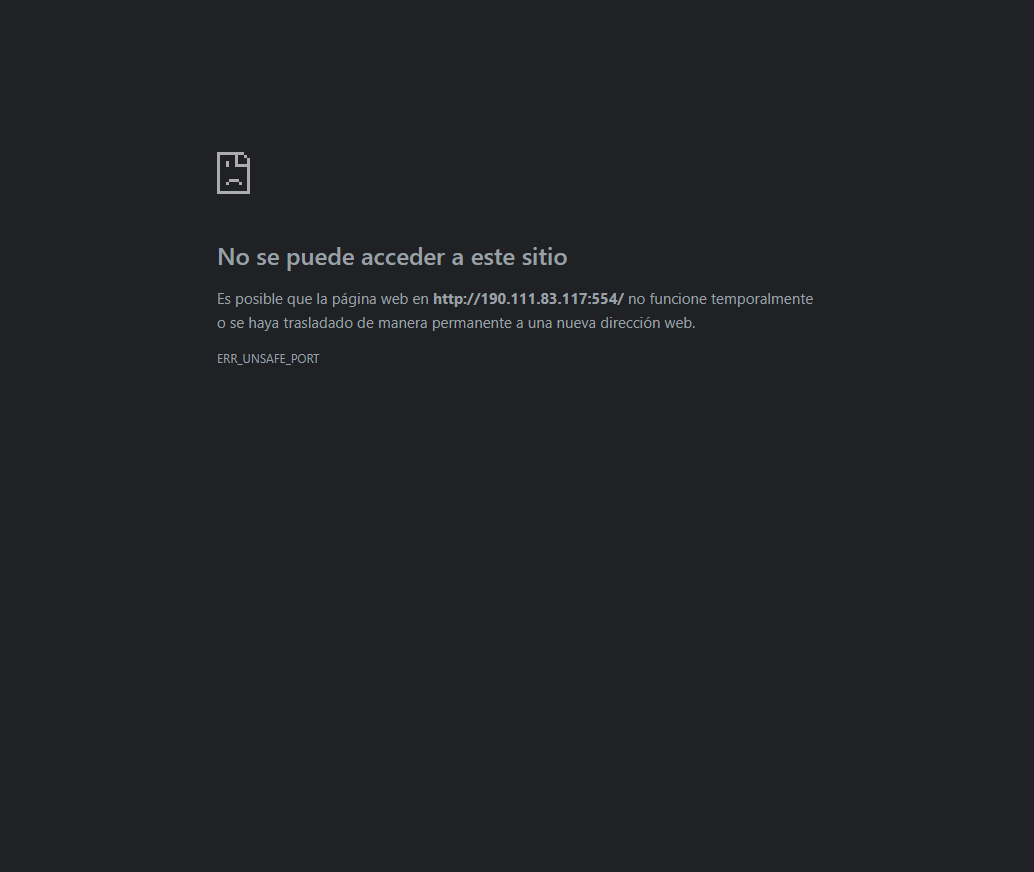 No se puede acceder a este sitio
Es posible que la página web en http://190.111.83.117:554/ no funcione temporalmente
o se haya trasladado de manera permanente a una nueva dirección web.
ERR_UNSAFE_PORT